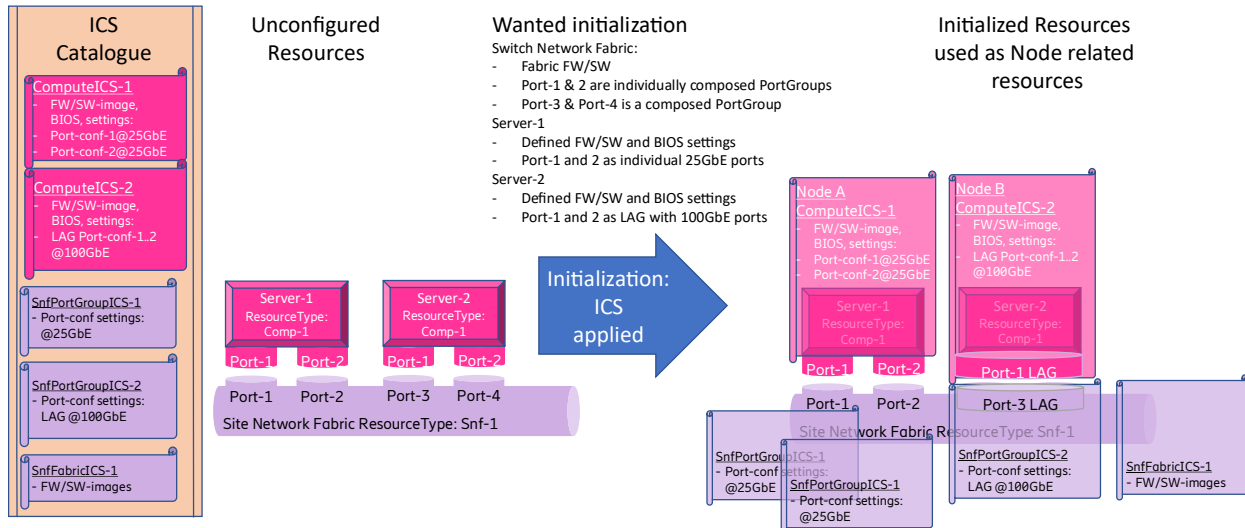 ICS
Catalogue
ComputeICS-1
- FW/SW-image,
BIOS, settings:
- Port-conf-1@25GbE
- Port-conf-2@25GbE
ComputeICS-2
- FW/SW-image,
BIOS, settings:
- LAG Port-conf-1..2
@100GbE
SnfPortGroupICS-1
- Port-conf settings:
@25GbE
SnfPortGroupICS-2
- Port-conf settings:
LAG @100GbE
SnfFabricICS-1
- FW/SW-images
Unconfigured
Resources
Server-1
ResourceType:
Comp-1
Server-2
ResourceType:
Comp-1
Port-1
Port-2
Port-1
Port-2
Port-1
Port-2
Port-3
Port-4
Site Network Fabric ResourceType: Snf-1
Wanted initialization
Switch Network Fabric:
- Fabric FW/SW
- Port-1 & 2 are individually composed PortGroups
- Port-3 & Port-4 is a composed PortGroup
Server-1
- Defined FW/SW and BIOS settings
- Port-1 and 2 as individual 25GbE ports
Server-2
- Defined FW/SW and BIOS settings
- Port-1 and 2 as LAG with 100GbE ports
Initialization:
ICS
applied
Initialized Resources
used as Node related
resources
Node A
ComputeICS-1
- FW/SW-image,
BIOS, settings:
- Port-conf-1@25GbE
- Port-conf-2@25GbE
Server-1
ResourceType:
Comp-1
Port-1
Port-2
Node B
ComputeICS-2
- FW/SW-image,
BIOS, settings:
- LAG Port-conf-1..2
@100GbE
Server-2
ResourceType:
Comp-1
Port-1 LAG
Port-1
Port-2
Port-3 LAG
Site Network Fabric ResourceType: Snf-1
SnfPortGroupICS-1
- Port-conf settings:
@25GbE
SnfPortGroupICS-1
- Port-conf settings:
@25GbE
SnfPortGroupICS-2
- Port-conf settings:
LAG @100GbE
SnfFabricICS-1
- FW/SW-images